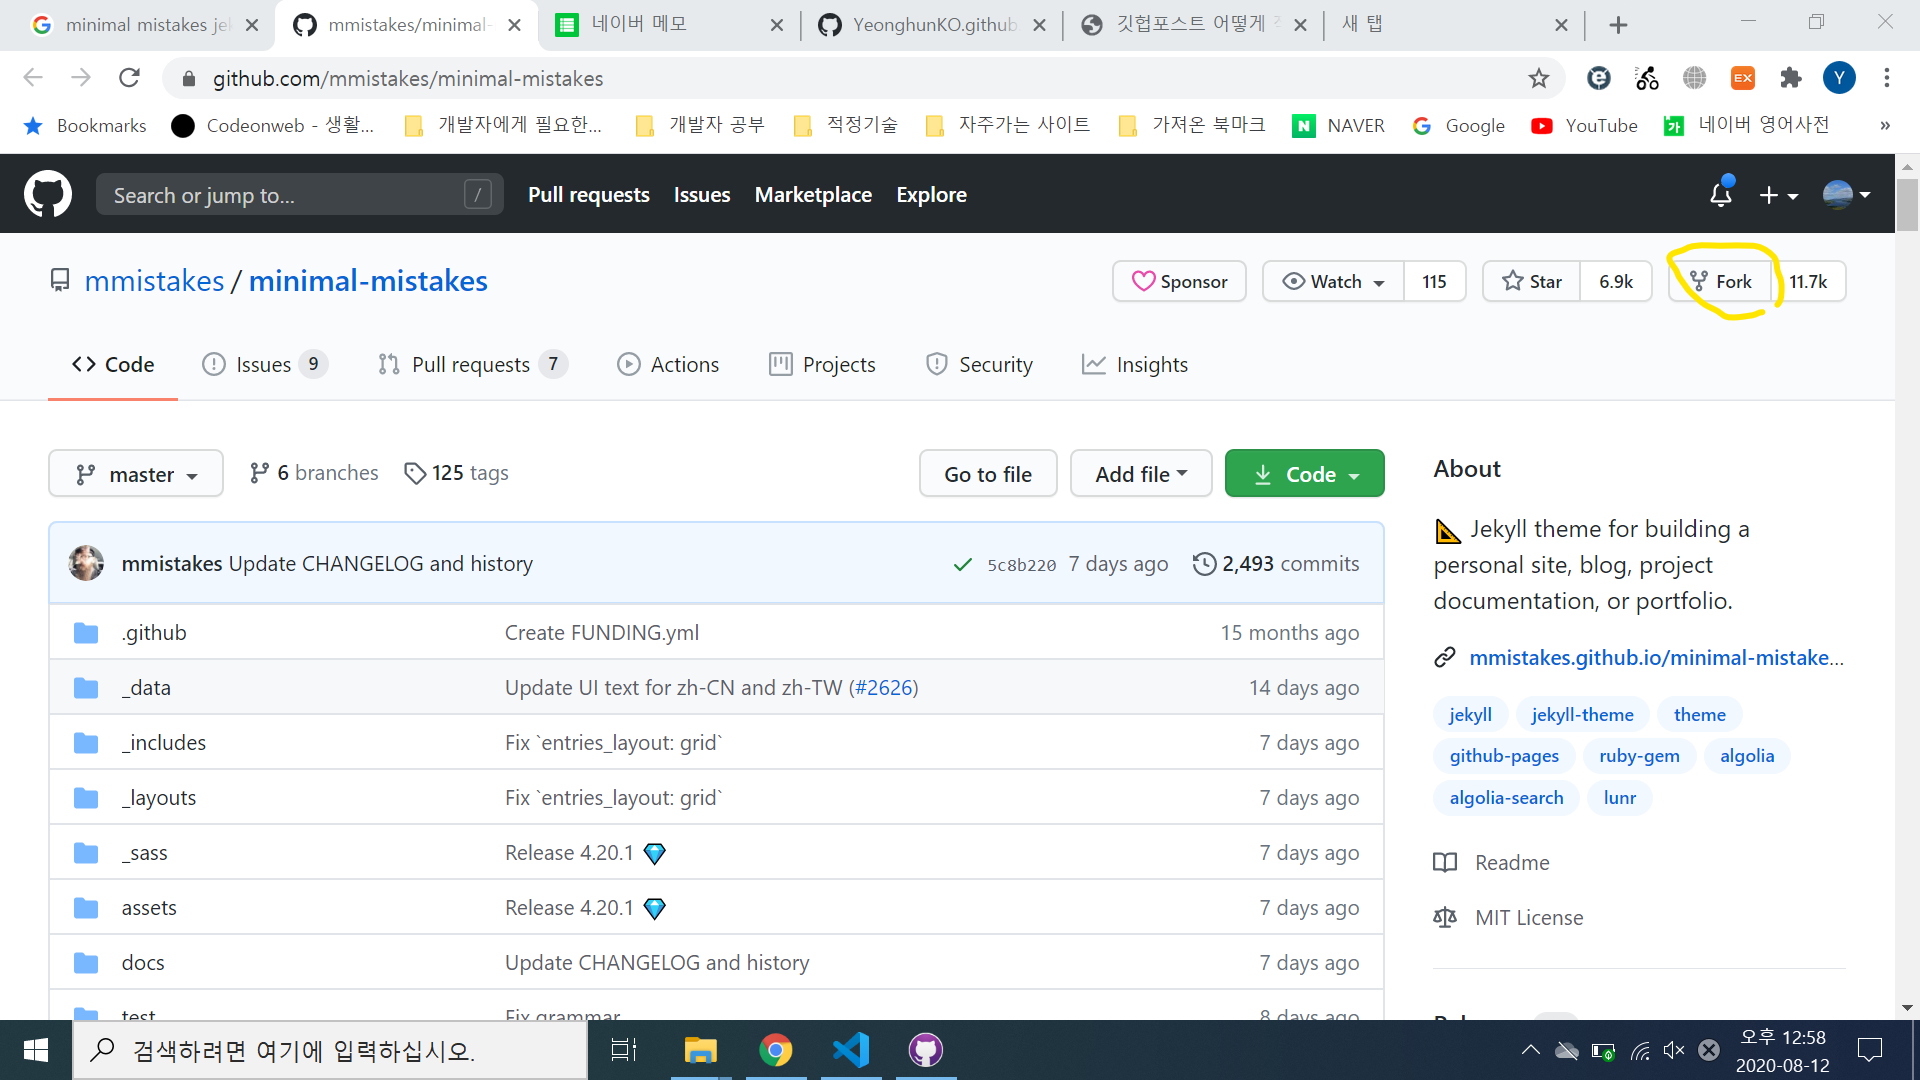 minimal mistakes jek
mmistakes/minimal-
네이버 메모
YeonghunKO.github
깃헙포스트 어떻게
새 탭
github.com/mmistakes/minimal-mistakes
EX
Y
Bookmarks
Codeonweb - 생활...
개발자에게 필요한...
개발자 공부
적정기술
자주가는 사이트
가져온 북마크
N NAVER
Google
YouTube
가 네이버 영어사전
»
Search or jump to...
/
Pull requests
Issues
Marketplace
Explore
mmistakes / minimal-mistakes
Sponsor
Watch 115
Star 6.9k
Fork 11.7k
Code
Issues 9
Pull requests 7
Actions
Projects
Security
Insights
master
6 branches
125 tags
Go to file
Add file
Code
mmistakes Update CHANGELOG and history
5c8b220 7 days ago
2,493 commits
.github Create FUNDING.yml 15 months ago
_data Update UI text for zh-CN and zh-TW (#2626) 14 days ago
_includes Fix `entries_layout: grid` 7 days ago
_layouts Fix `entries_layout: grid` 7 days ago
_sass Release 4.20.1 7 days ago
assets Release 4.20.1 7 days ago
docs Update CHANGELOG and history 7 days ago
test Fix grammar 8 days ago
About
Jekyll theme for building a
personal site, blog, project
documentation, or portfolio.
mmistakes.github.io/minimal-mistake...
jekyll jekyll-theme theme
github-pages ruby-gem algolia
algolia-search lunr
Readme
MIT License
검색하려면 여기에 입력하십시오.
오후 12:58
2020-08-12